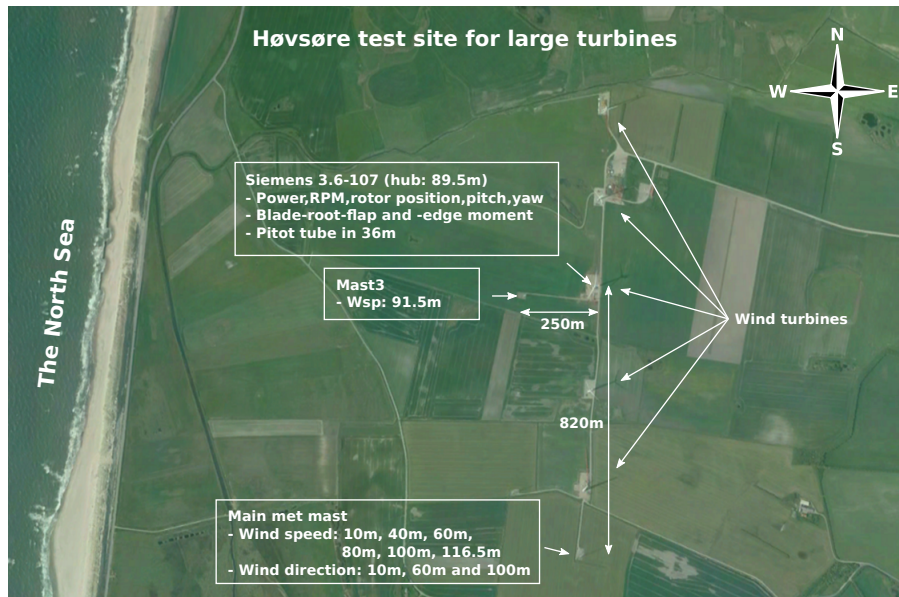 Høvsøre test site for large turbines
N
W
E
S
Siemens 3.6-107 (hub: 89.5m)
- Power,RPM,rotor position,pitch,yaw
- Blade-root-flap and -edge moment
- Pitot tube in 36m
The North Sea
Mast3
- Wsp: 91.5m
250m
Wind turbines
820m
Main met mast
- Wind speed: 10m, 40m, 60m,
80m, 100m, 116.5m
- Wind direction: 10m, 60m and 100m